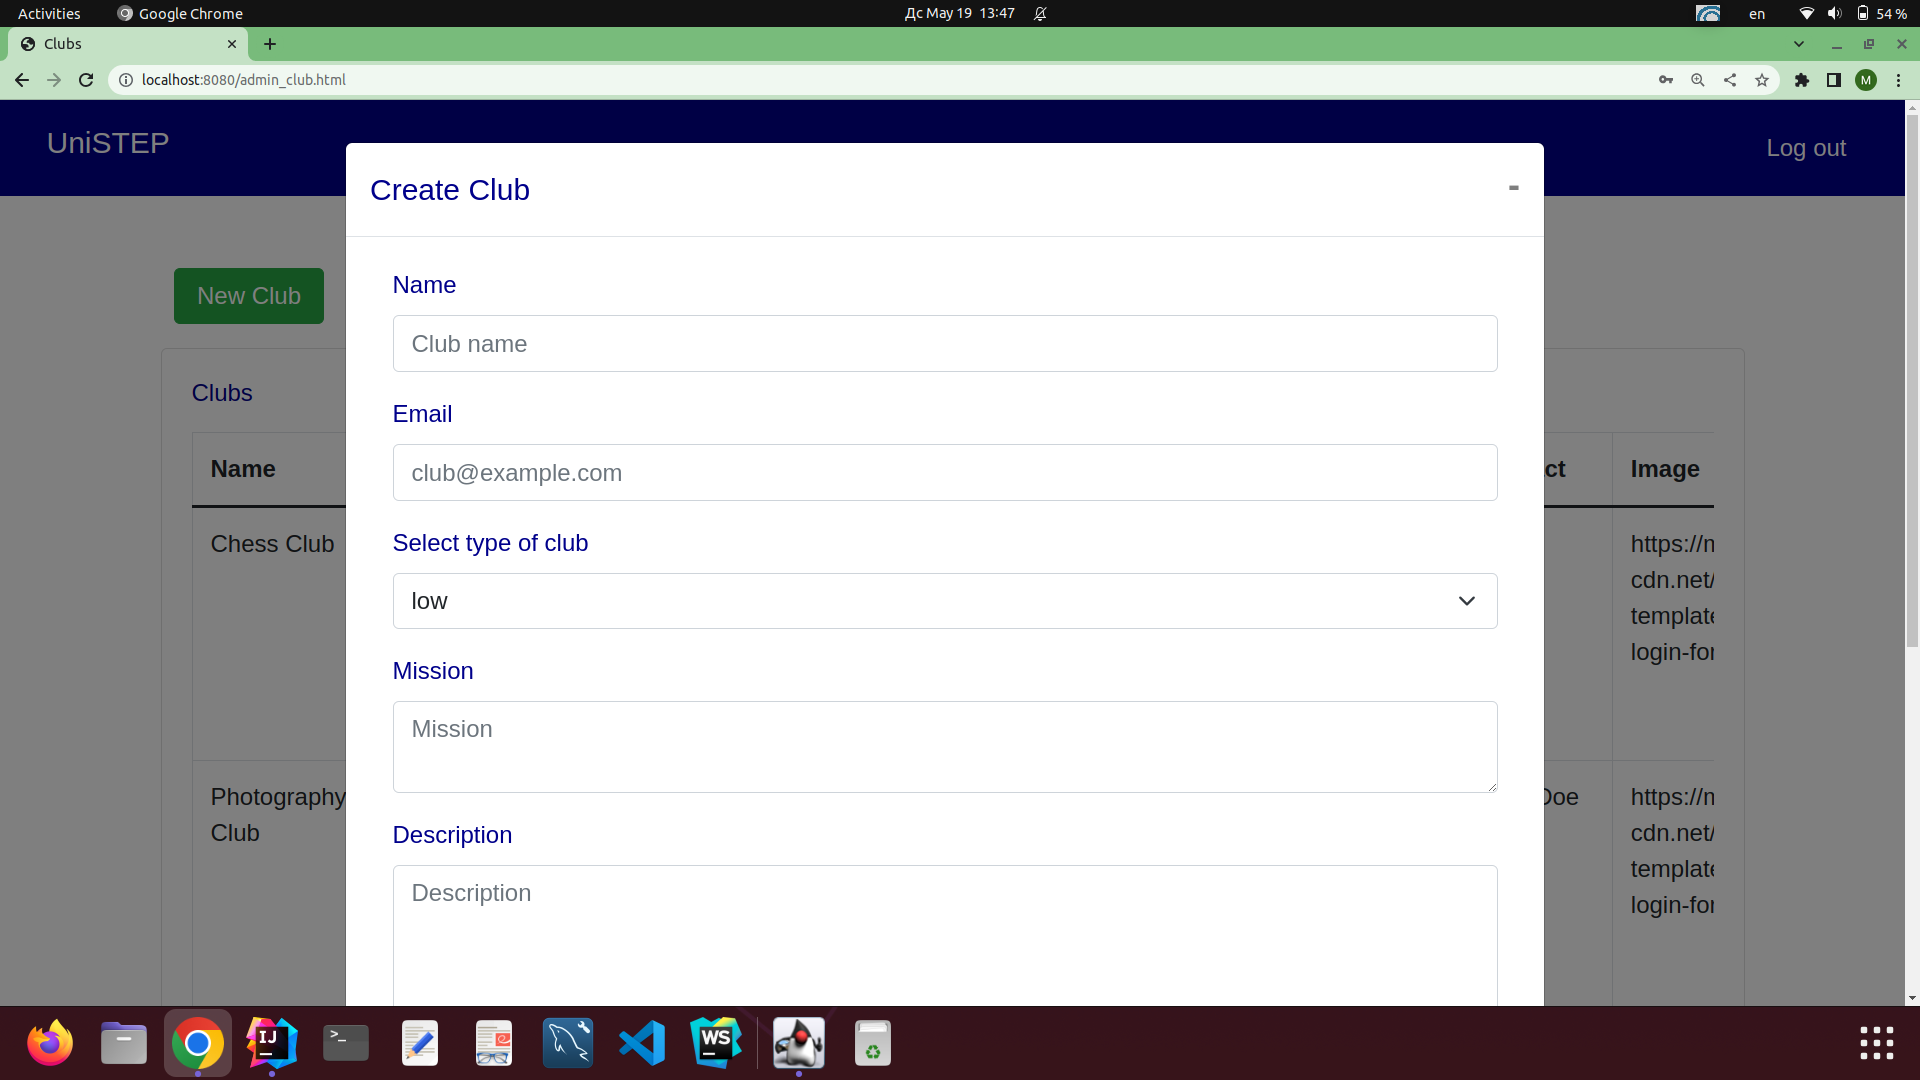 Activities
Google Chrome
Дс May 19 13:47
en
54 %
Clubs
localhost:8080/admin_club.html
M
UniSTEP
Log out
Create Club
-
New Club
Name
Club name
Clubs
Email
club@example.com
Name
ct
Image
Select type of club
Chess Club
https://m
cdn.net/
template
login-for
low
Mission
Mission
Photography
Club
Doe
https://m
cdn.net/
template
login-for
Description
Description
IJ
>_
WS